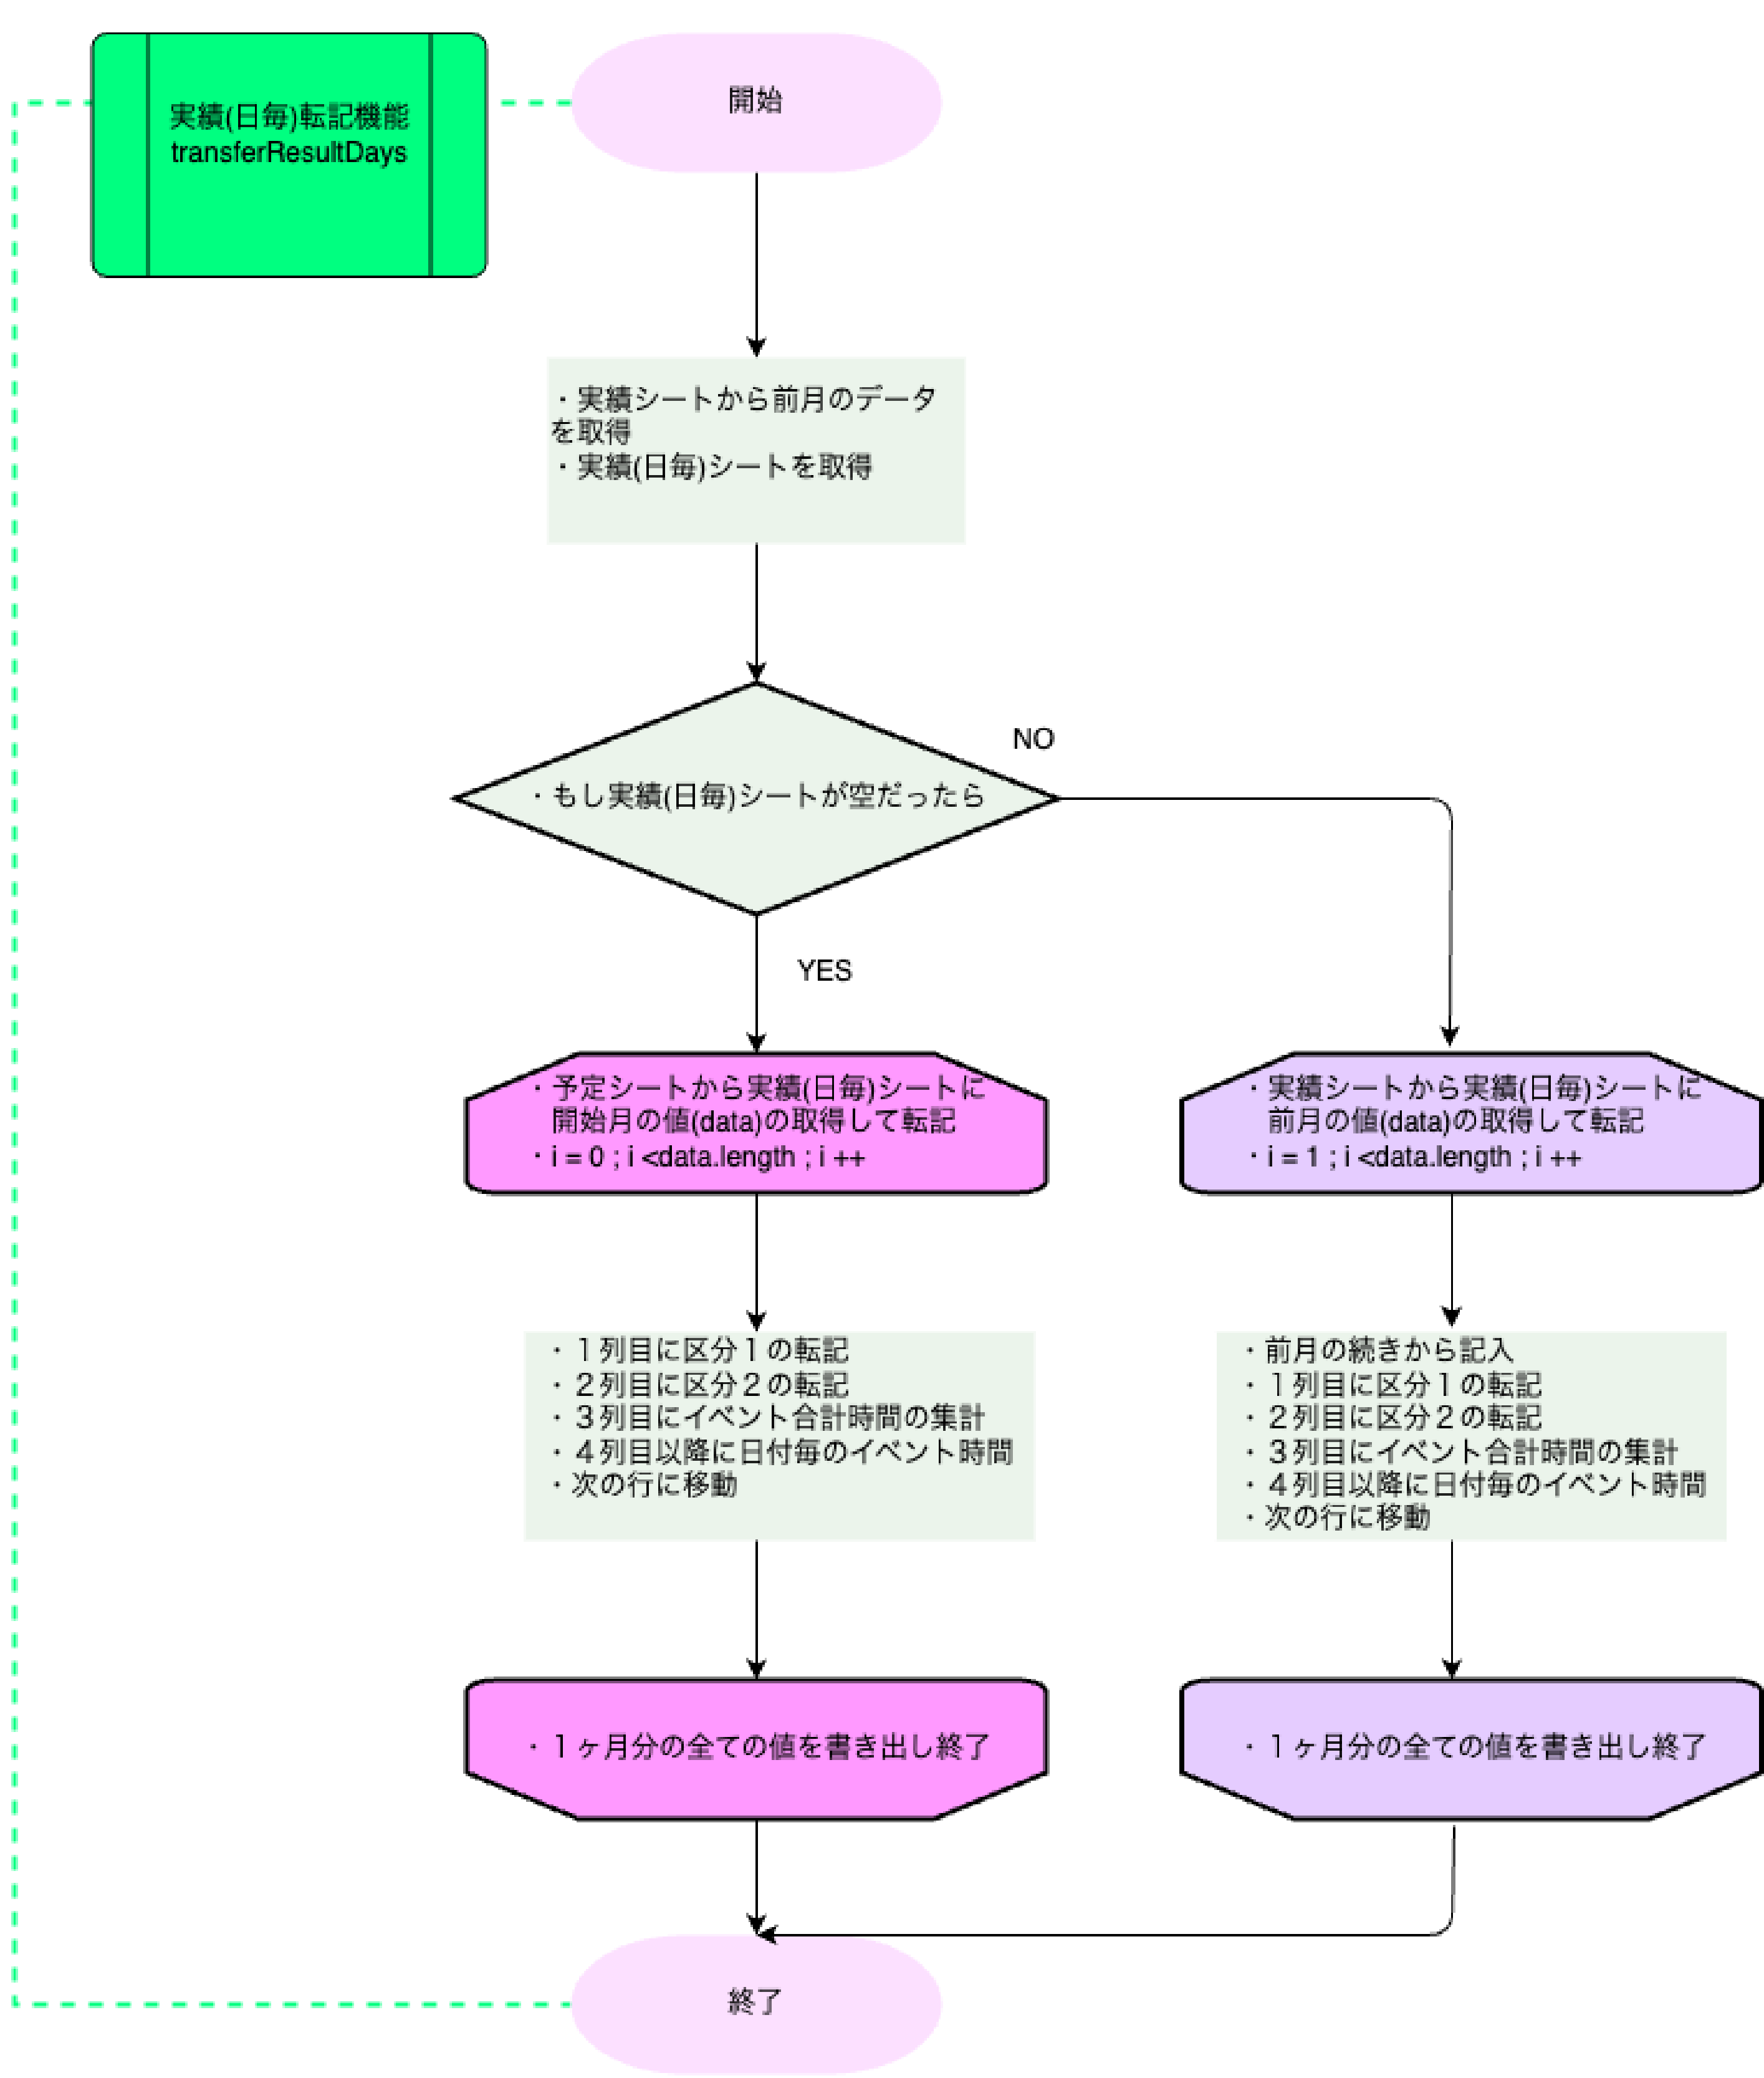 実績(日毎)転記機能
transferResultDays
開始
・実績シートから前月のデータ
を取得
・実績(日毎)シートを取得
・もし実績(日毎)シートが空だったら
NO
YES
・予定シートから実績(日毎)シートに
開始月の値(data)の取得して転記
・i = 0 ; i <data.length ; i ++
・実績シートから実績(日毎)シートに
前月の値(data)の取得して転記
・i = 1 ; i <data.length ; i ++
・１列目に区分１の転記
・２列目に区分２の転記
・３列目にイベント合計時間の集計
・４列目以降に日付毎のイベント時間
・次の行に移動
・前月の続きから記入
・１列目に区分１の転記
・２列目に区分２の転記
・３列目にイベント合計時間の集計
・４列目以降に日付毎のイベント時間
・次の行に移動
・１ヶ月分の全ての値を書き出し終了
・１ヶ月分の全ての値を書き出し終了
終了